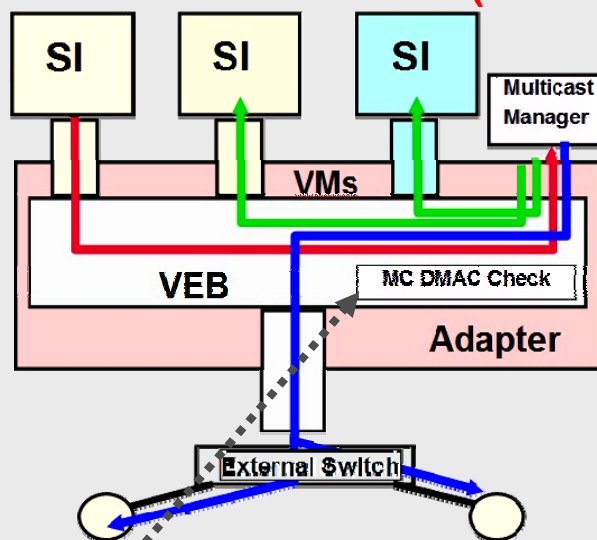 SI
SI
SI
Multicast
Manager
VMs
VEB
MC DMAC Check
Adapter
External Switch